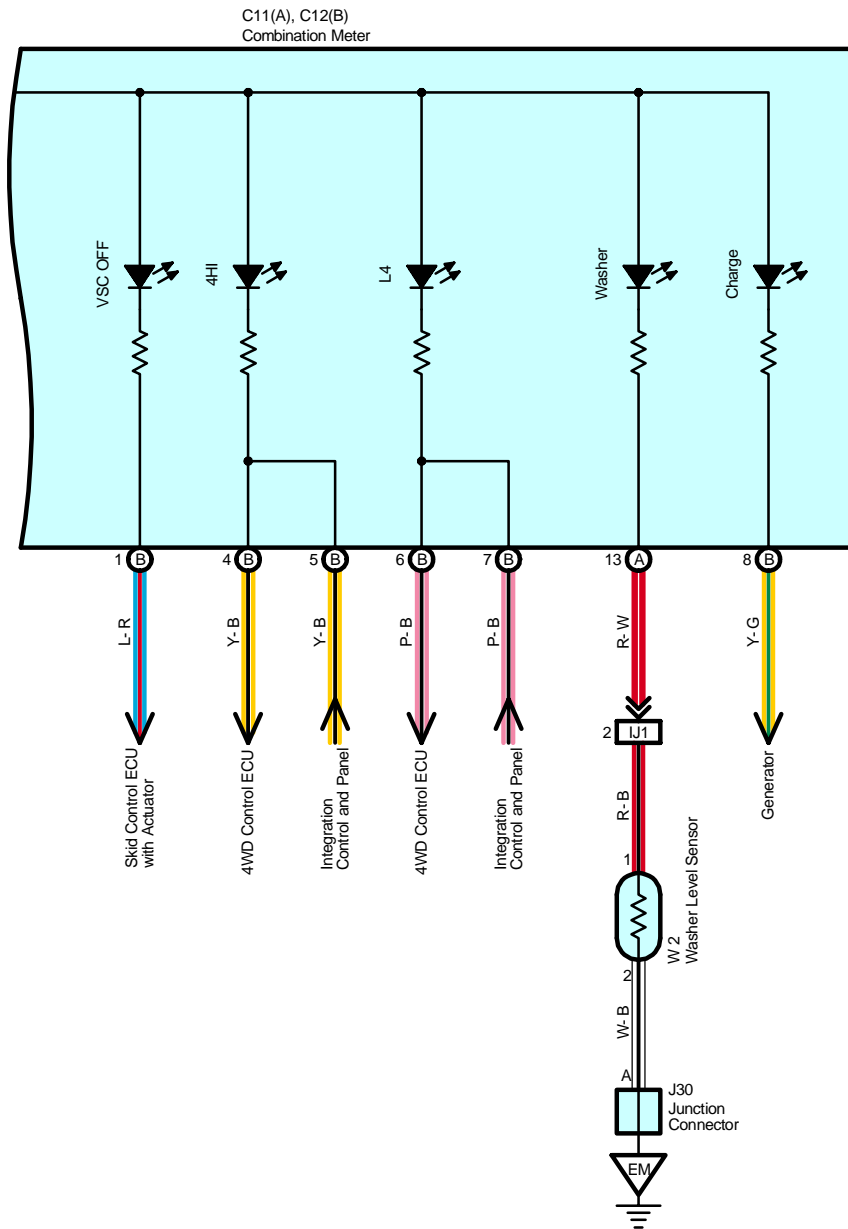 C11(A), C12(B)
Combination Meter
VSC OFF
4HI
L4
Washer
Charge
1 B
4 B
5 B
6 B
7 B
13 A
8 B
L- R
Y- B
Y- B
P- B
P- B
R- W
Y- G
2 IJ1
Skid Control ECU
with Actuator
4WD Control ECU
Integration
Control and Panel
4WD Control ECU
Integration
Control and Panel
Generator
R- B
1
W 2
Washer Level Sensor
2
W- B
A
J30
Junction
Connector
EM